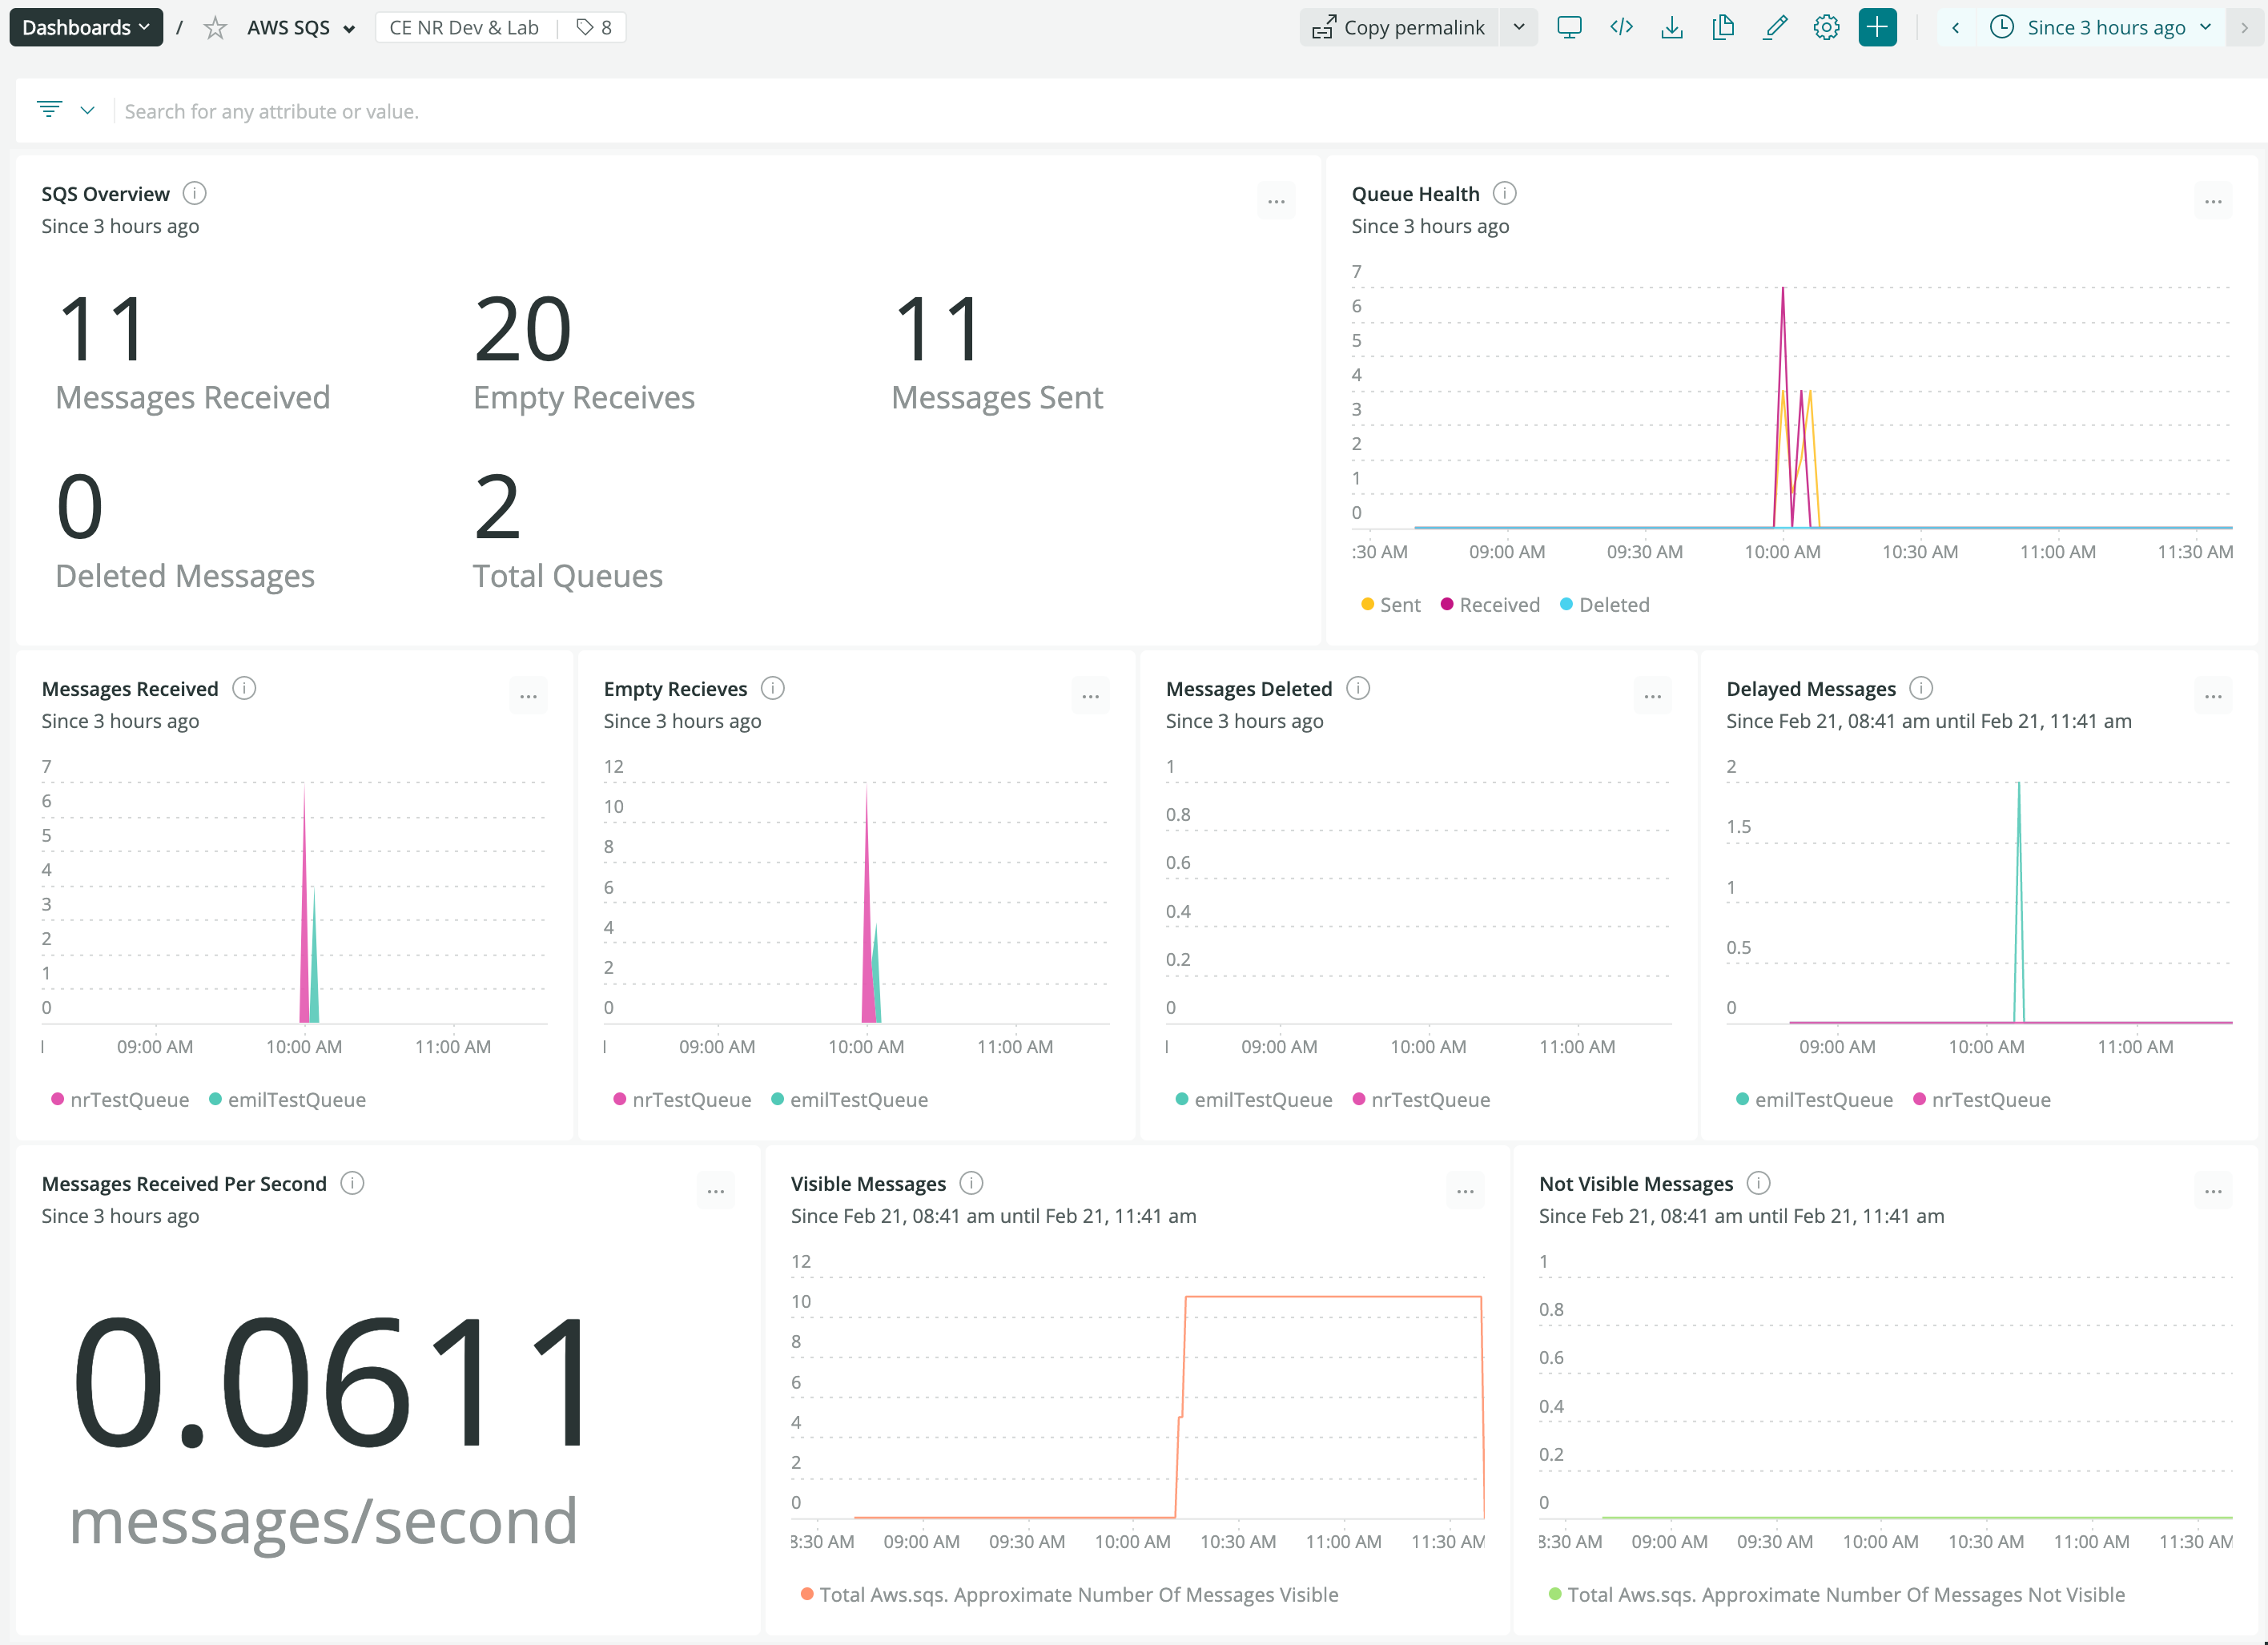 Dashboards / AWS SQS CE NR Dev & Lab 8 Copy permalink Since 3 hours ago
Search for any attribute or value.
SQS Overview
Since 3 hours ago
11
Messages Received
20
Empty Receives
11
Messages Sent
0
Deleted Messages
2
Total Queues
Queue Health
Since 3 hours ago
7
6
5
4
3
2
1
0
:30 AM 09:00 AM 09:30 AM 10:00 AM 10:30 AM 11:00 AM 11:30 AM
Sent Received Deleted
Messages Received
Since 3 hours ago
7
6
5
4
3
2
1
0
09:00 AM 10:00 AM 11:00 AM
nrTestQueue emilTestQueue
Empty Recieves
Since 3 hours ago
12
10
8
6
4
2
0
09:00 AM 10:00 AM 11:00 AM
nrTestQueue emilTestQueue
Messages Deleted
Since 3 hours ago
1
0.8
0.6
0.4
0.2
0
09:00 AM 10:00 AM 11:00 AM
emilTestQueue nrTestQueue
Delayed Messages
Since Feb 21, 08:41 am until Feb 21, 11:41 am
2
1.5
1
0.5
0
09:00 AM 10:00 AM 11:00 AM
emilTestQueue nrTestQueue
Messages Received Per Second
Since 3 hours ago
0.0611
messages/second
Visible Messages
Since Feb 21, 08:41 am until Feb 21, 11:41 am
12
10
8
6
4
2
0
8:30 AM 09:00 AM 09:30 AM 10:00 AM 10:30 AM 11:00 AM 11:30 AM
Total Aws.sqs. Approximate Number Of Messages Visible
Not Visible Messages
Since Feb 21, 08:41 am until Feb 21, 11:41 am
1
0.8
0.6
0.4
0.2
0
8:30 AM 09:00 AM 09:30 AM 10:00 AM 10:30 AM 11:00 AM 11:30 AM
Total Aws.sqs. Approximate Number Of Messages Not Visible